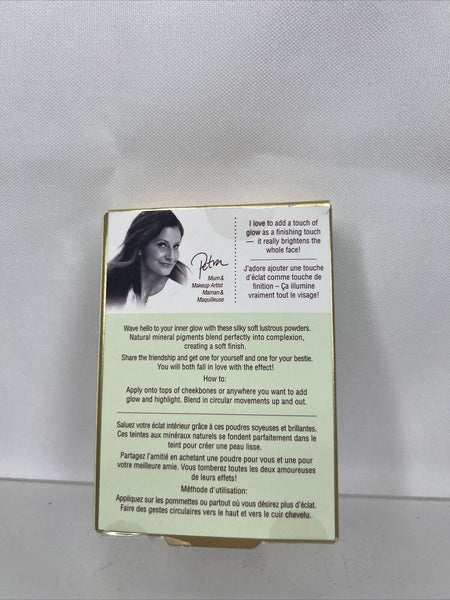 Petra
Mum &
Makeup Artist
Maman &
Maquilleuse
I love to add a touch of
glow as a finishing touch
— it really brightens the
whole face!
J'adore ajouter une touche
d'éclat comme touche de
finition – Ça illumine
vraiment tout le visage!
Wave hello to your inner glow with these silky soft lustrous powders.
Natural mineral pigments blend perfectly into complexion,
creating a soft finish.
Share the friendship and get one for yourself and one for your bestie.
You will both fall in love with the effect!
How to:
Apply onto tops of cheekbones or anywhere you want to add
glow and highlight. Blend in circular movements up and out.
Saluez votre éclat intérieur grâce à ces poudres soyeuses et brillantes.
Ces teintes aux minéraux naturels se fondent parfaitement dans le
teint pour créer une peau lisse.
Partagez l'amitié en achetant une poudre pour vous et une pour
votre meilleure amie. Vous tomberez toutes les deux amoureuses
de leurs effets!
Méthode d'utilisation:
Appliquez sur les pommettes ou partout où vous désirez plus d'éclat.
Faire des gestes circulaires vers le haut et vers le cuir chevelu.